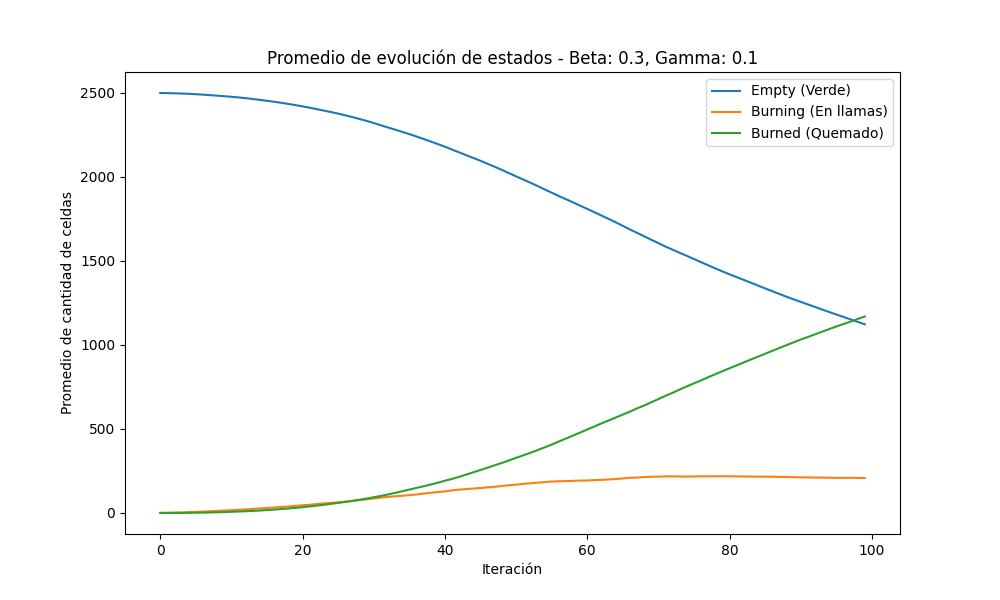 Promedio de evolución de estados - Beta: 0.3, Gamma: 0.1
Empty (Verde)
Burning (En llamas)
Burned (Quemado)
Promedio de cantidad de celdas
2500
2000
1500
1000
500
0
0 20 40 60 80 100
Iteración